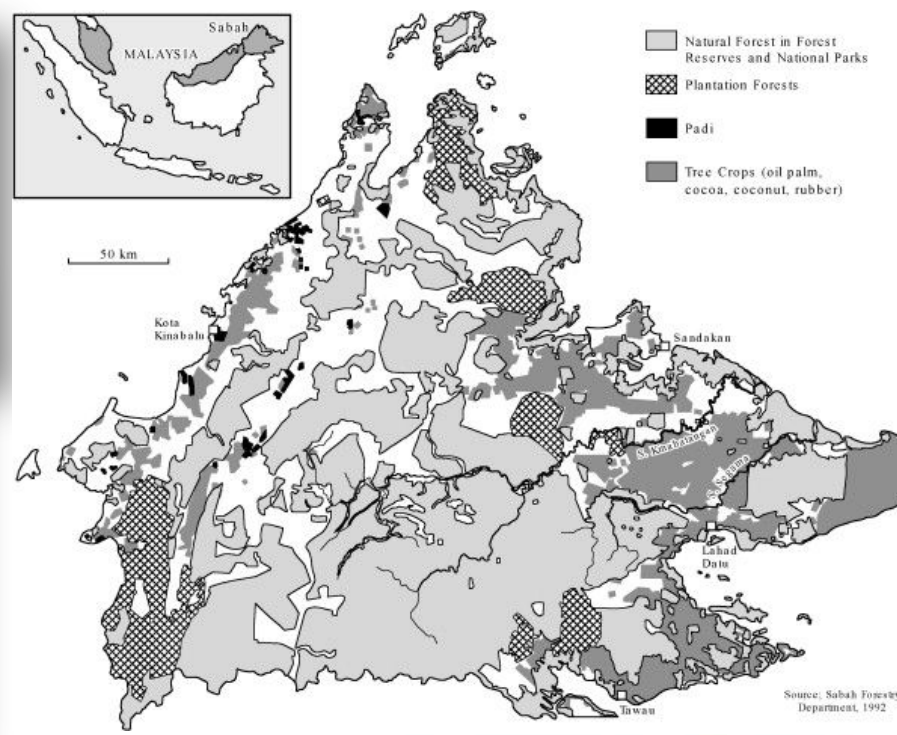 Sabah
MALAYSIA
Natural Forest in Forest
Reserves and National Parks
Plantation Forests
Padi
Tree Crops (oil palm,
cocoa, coconut, rubber)
50 km
Kota
Kinabalu
Sandakan
S. Kinabatangan
S. Segama
Lahad
Datu
Tawau
Source; Sabah Forestry
Department, 1992